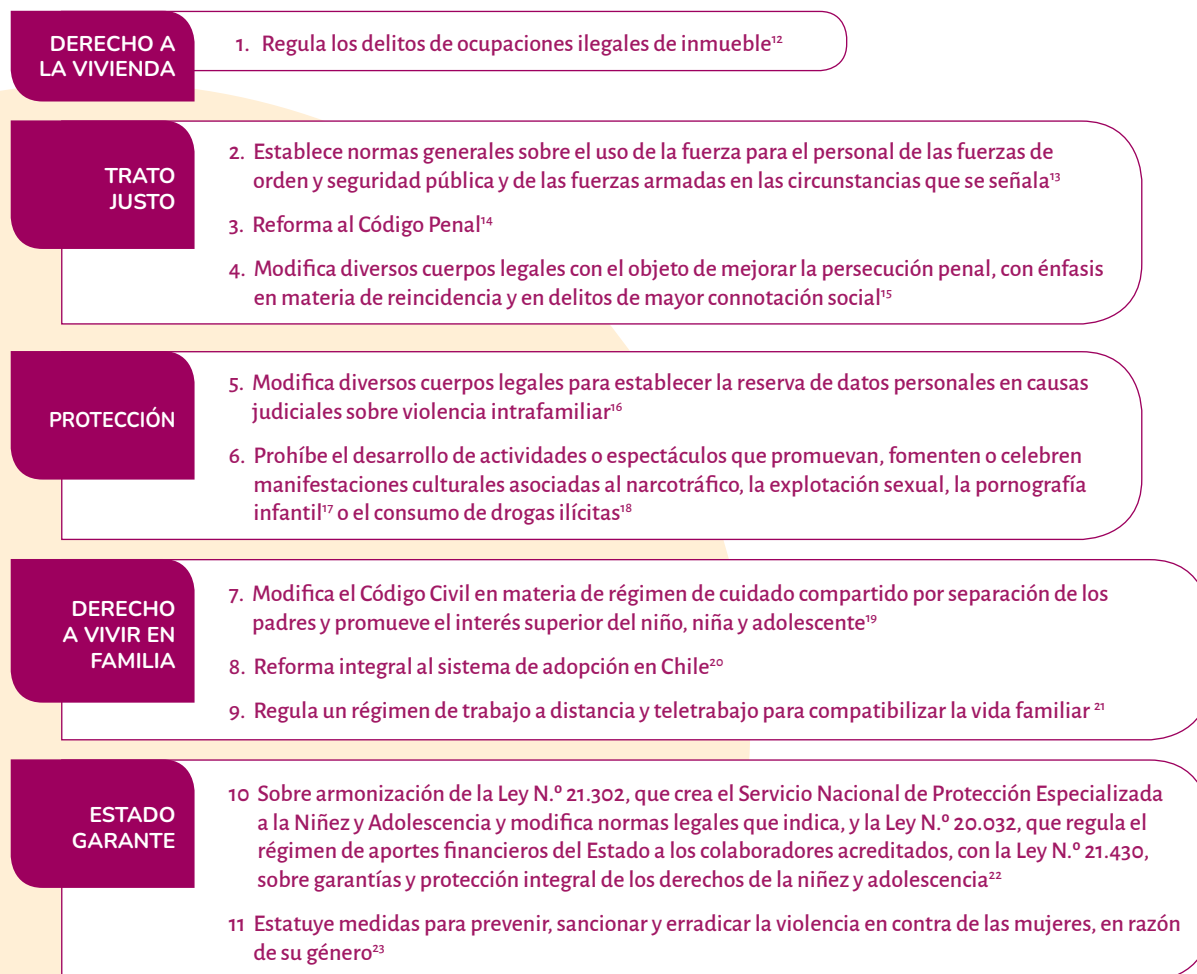 DERECHO A
LA VIVIENDA
1. Regula los delitos de ocupaciones ilegales de inmueble¹²
TRATO
JUSTO
2. Establece normas generales sobre el uso de la fuerza para el personal de las fuerzas de
orden y seguridad pública y de las fuerzas armadas en las circunstancias que se señala¹³
3. Reforma al Código Penal¹⁴
4. Modifica diversos cuerpos legales con el objeto de mejorar la persecución penal, con énfasis
en materia de reincidencia y en delitos de mayor connotación social¹⁵
PROTECCIÓN
5. Modifica diversos cuerpos legales para establecer la reserva de datos personales en causas
judiciales sobre violencia intrafamiliar¹⁶
6. Prohíbe el desarrollo de actividades o espectáculos que promuevan, fomenten o celebren
manifestaciones culturales asociadas al narcotráfico, la explotación sexual, la pornografía
infantil¹⁷ o el consumo de drogas ilícitas¹⁸
DERECHO
A VIVIR EN
FAMILIA
7. Modifica el Código Civil en materia de régimen de cuidado compartido por separación de los
padres y promueve el interés superior del niño, niña y adolescente¹⁹
8. Reforma integral al sistema de adopción en Chile²⁰
9. Regula un régimen de trabajo a distancia y teletrabajo para compatibilizar la vida familiar ²¹
ESTADO
GARANTE
10 Sobre armonización de la Ley N.º 21.302, que crea el Servicio Nacional de Protección Especializada
a la Niñez y Adolescencia y modifica normas legales que indica, y la Ley N.º 20.032, que regula el
régimen de aportes financieros del Estado a los colaboradores acreditados, con la Ley N.º 21.430,
sobre garantías y protección integral de los derechos de la niñez y adolescencia²²
11 Estatuye medidas para prevenir, sancionar y erradicar la violencia en contra de las mujeres, en razón
de su género²³